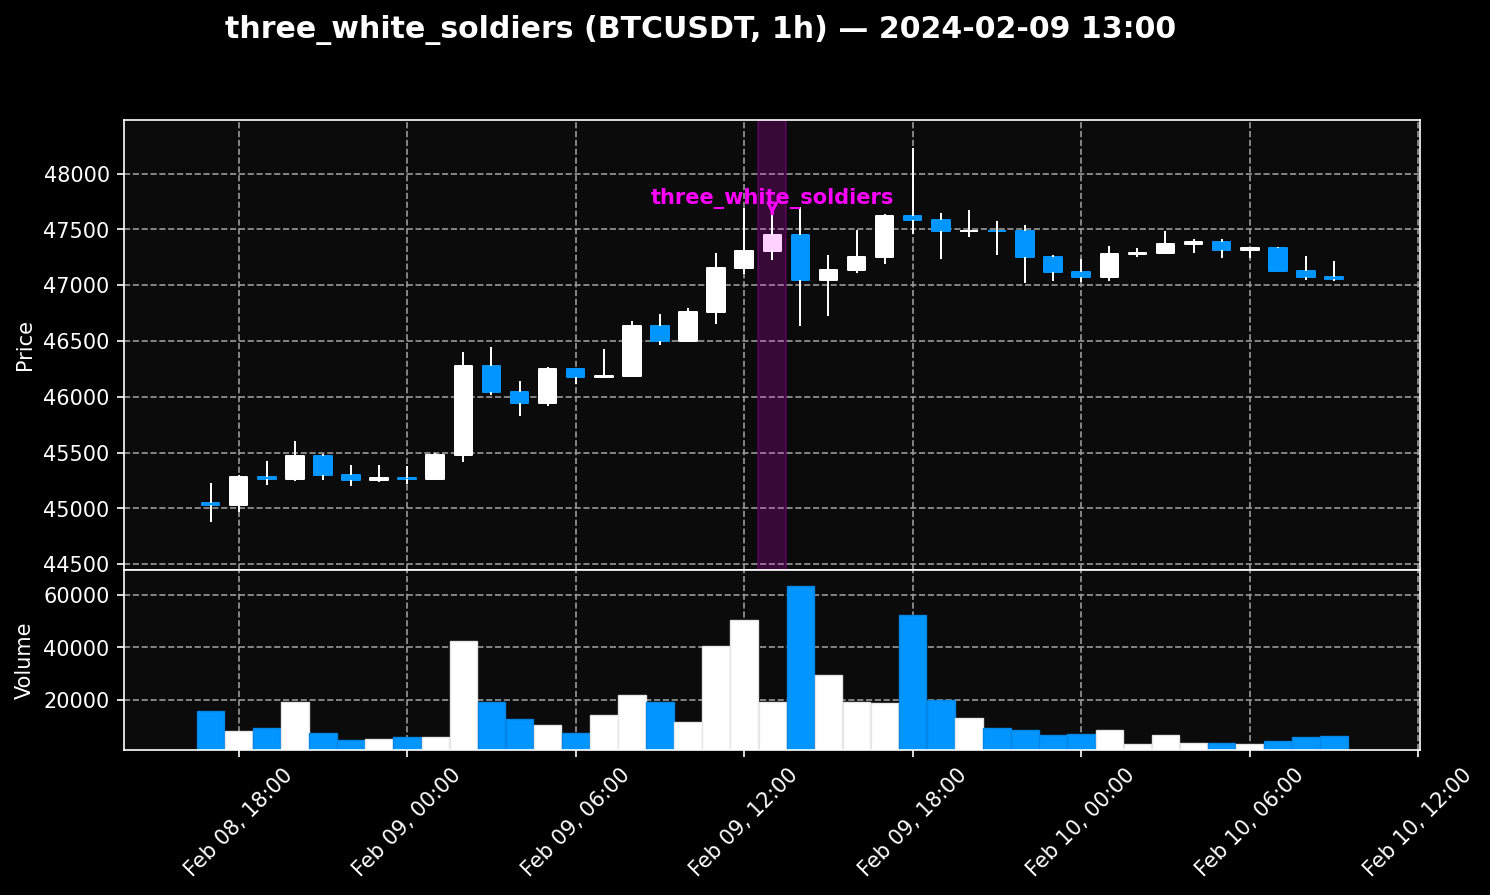 three_white_soldiers (BTCUSDT, 1h) — 2024-02-09 13:00
48000
47500
47000
46500
46000
45500
45000
44500
Price
three_white_soldiers
60000
40000
20000
Volume
Feb 08, 18:00
Feb 09, 00:00
Feb 09, 06:00
Feb 09, 12:00
Feb 09, 18:00
Feb 10, 00:00
Feb 10, 06:00
Feb 10, 12:00